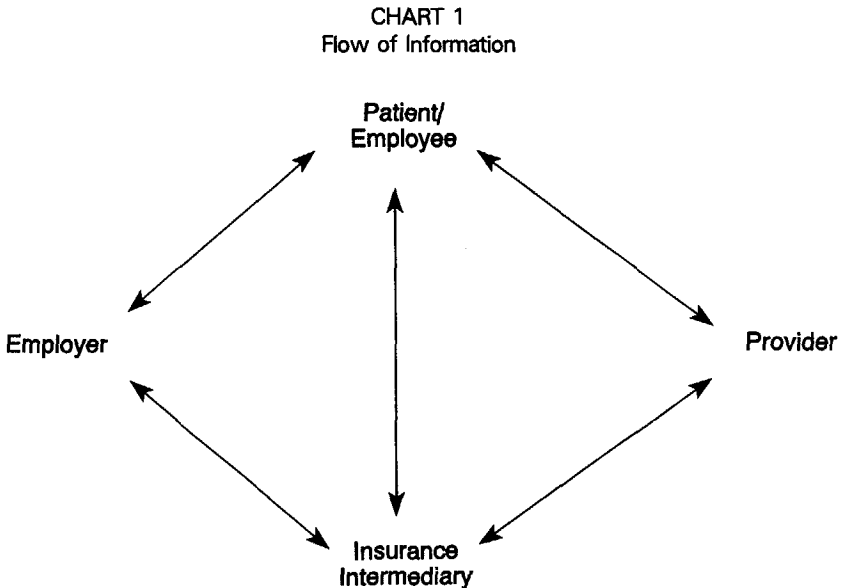 CHART 1
Flow of Information
Patient/
Employee
Employer
Provider
Insurance
Intermediary